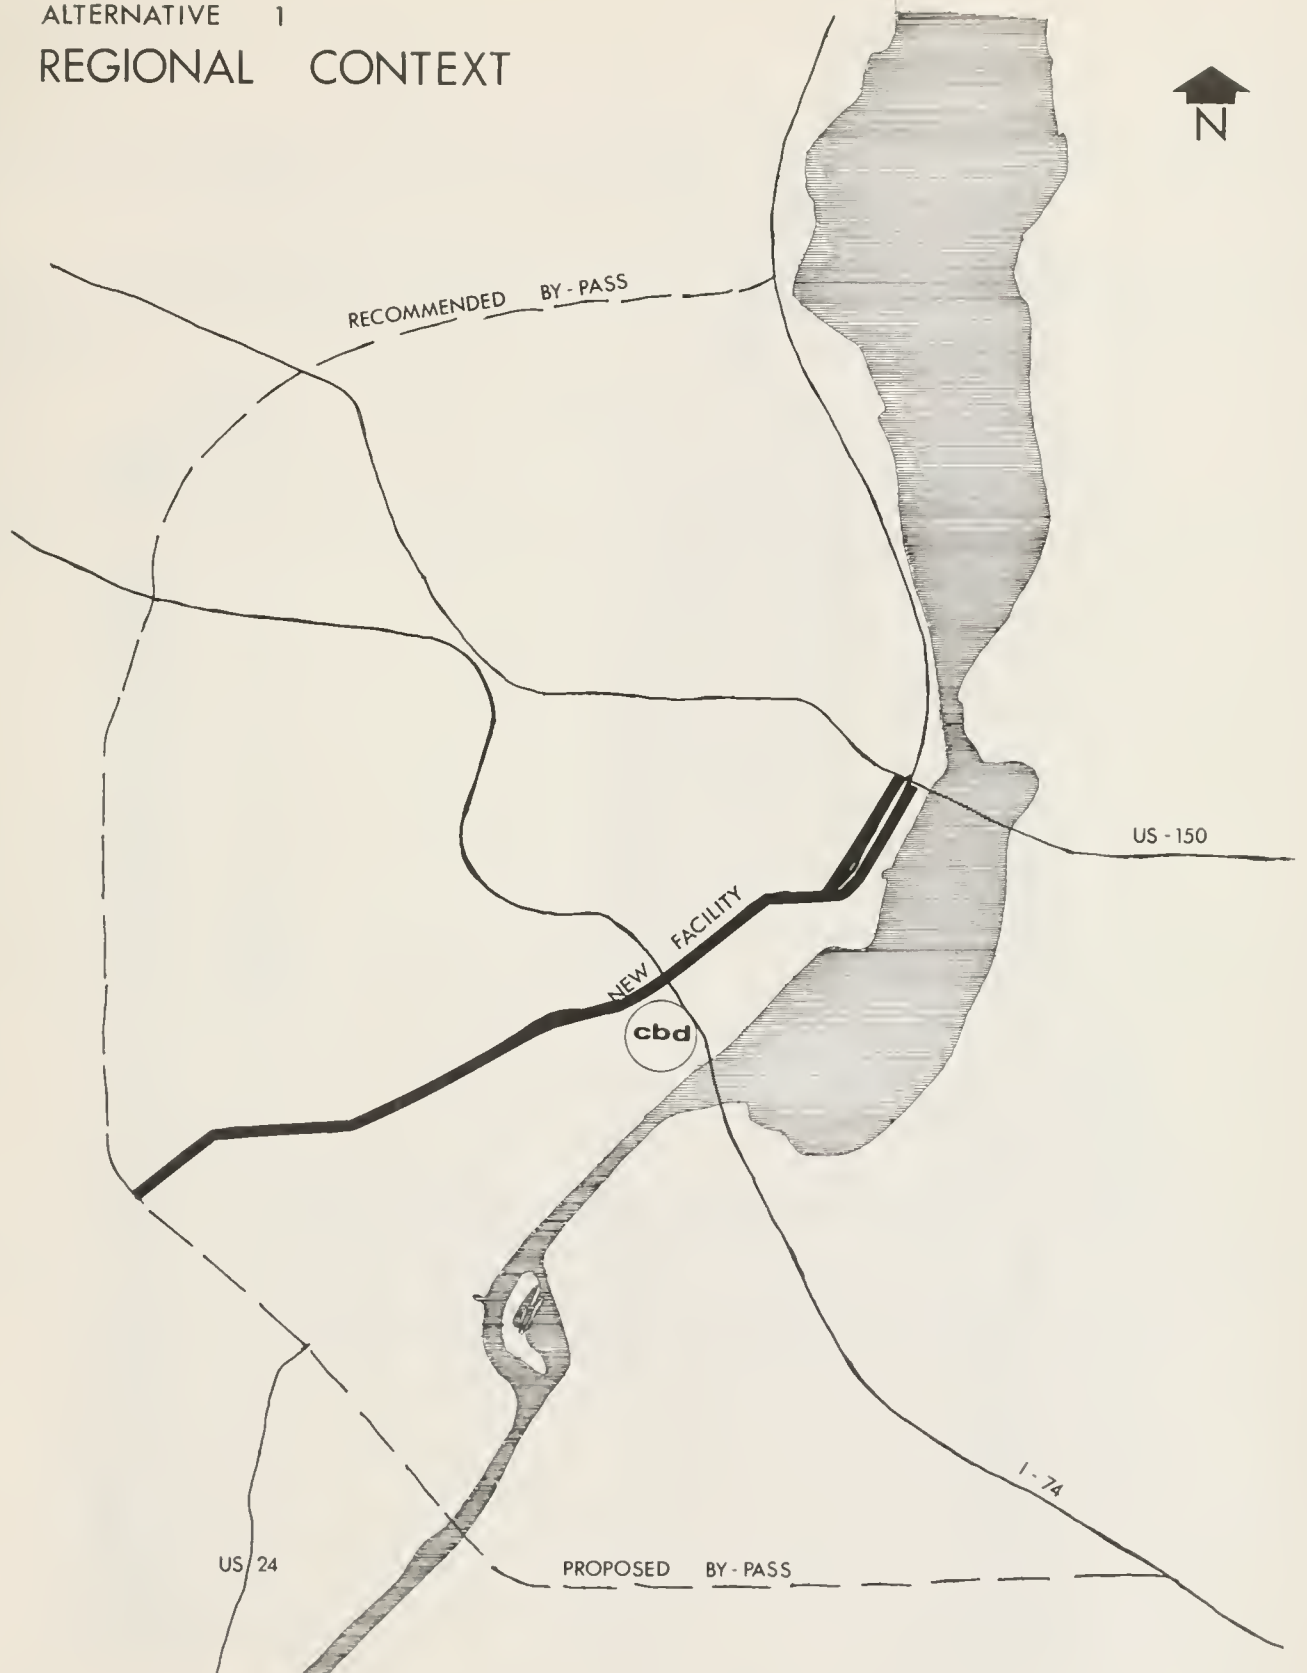 ALTERNATIVE 1
REGIONAL CONTEXT
N
RECOMMENDED BY-PASS
US-150
NEW FACILITY
cbd
I-74
US 24
PROPOSED BY-PASS